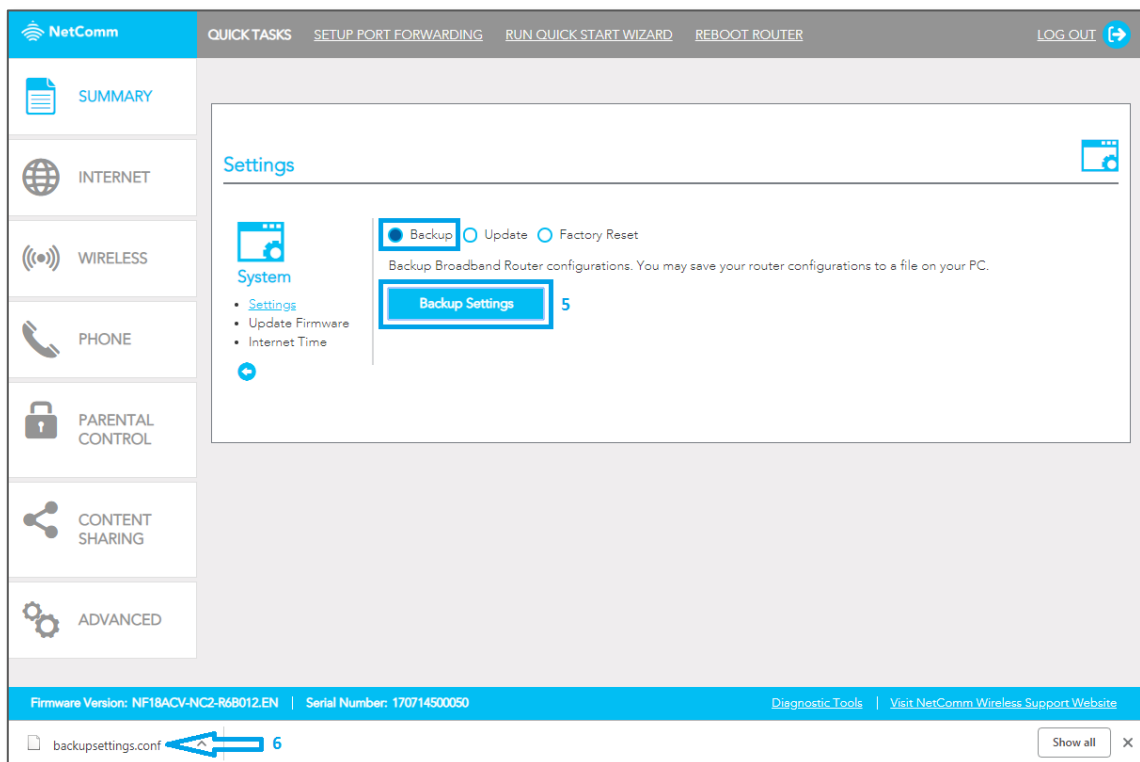 NetComm
QUICK TASKS SETUP PORT FORWARDING RUN QUICK START WIZARD REBOOT ROUTER LOG OUT
SUMMARY
INTERNET
WIRELESS
PHONE
PARENTAL
CONTROL
CONTENT
SHARING
ADVANCED
Settings
System
Settings
Update Firmware
Internet Time
Backup Update Factory Reset
Backup Broadband Router configurations. You may save your router configurations to a file on your PC.
Backup Settings 5
Firmware Version: NF18ACV-NC2-R6B012.EN | Serial Number: 170714500050 Diagnostic Tools | Visit NetComm Wireless Support Website
backupsettings.conf 6 Show all